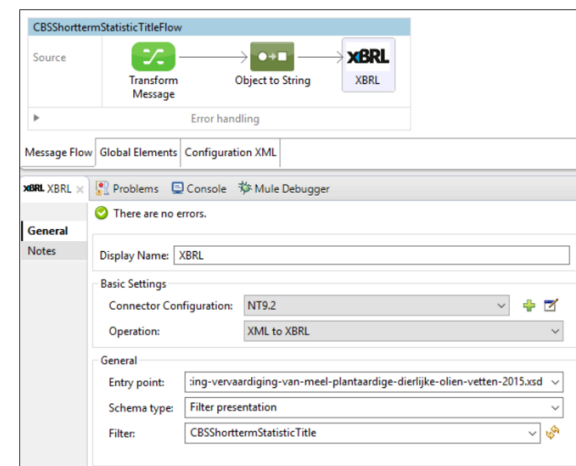 CBSShorttermStatisticTitleFlow
Source
Transform Message
Object to String
xBRL
XBRL
Error handling
Message Flow Global Elements Configuration XML
xBRL XBRL Problems Console Mule Debugger
There are no errors.
General
Notes
Display Name: XBRL
Basic Settings
Connector Configuration: NT9.2
Operation: XML to XBRL
General
Entry point: :ing-vervaardiging-van-meel-plantaardige-dierlijke-olien-vetten-2015.xsd
Schema type: Filter presentation
Filter: CBSShorttermStatisticTitle